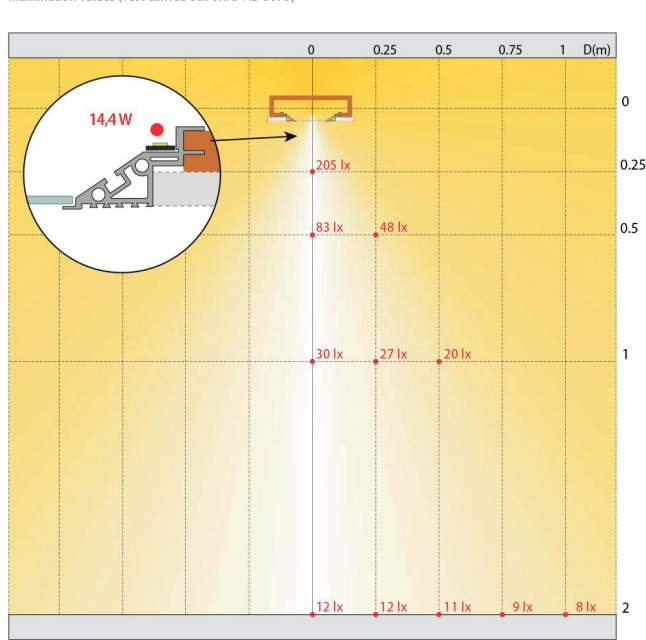 0 0.25 0.5 0.75 1 D(m)
0
14,4 W
205 lx
0.25
83 lx 48 lx
0.5
30 lx 27 lx 20 lx
1
12 lx 12 lx 11 lx 9 lx 8 lx
2